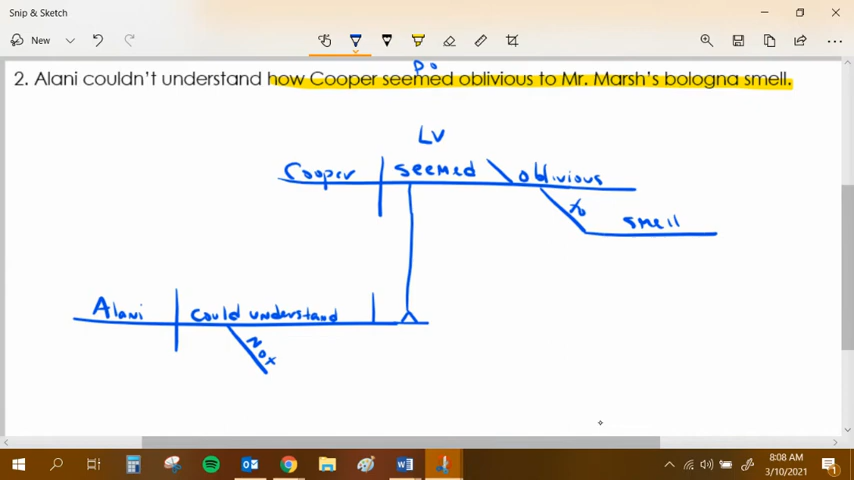 Snip & Sketch
New
D.O
2. Alani couldn't understand how Cooper seemed oblivious to Mr. Marsh's bologna smell.
LV
Cooper seemed oblivious
to smell
Alani could understand
not
8:08 AM
3/10/2021